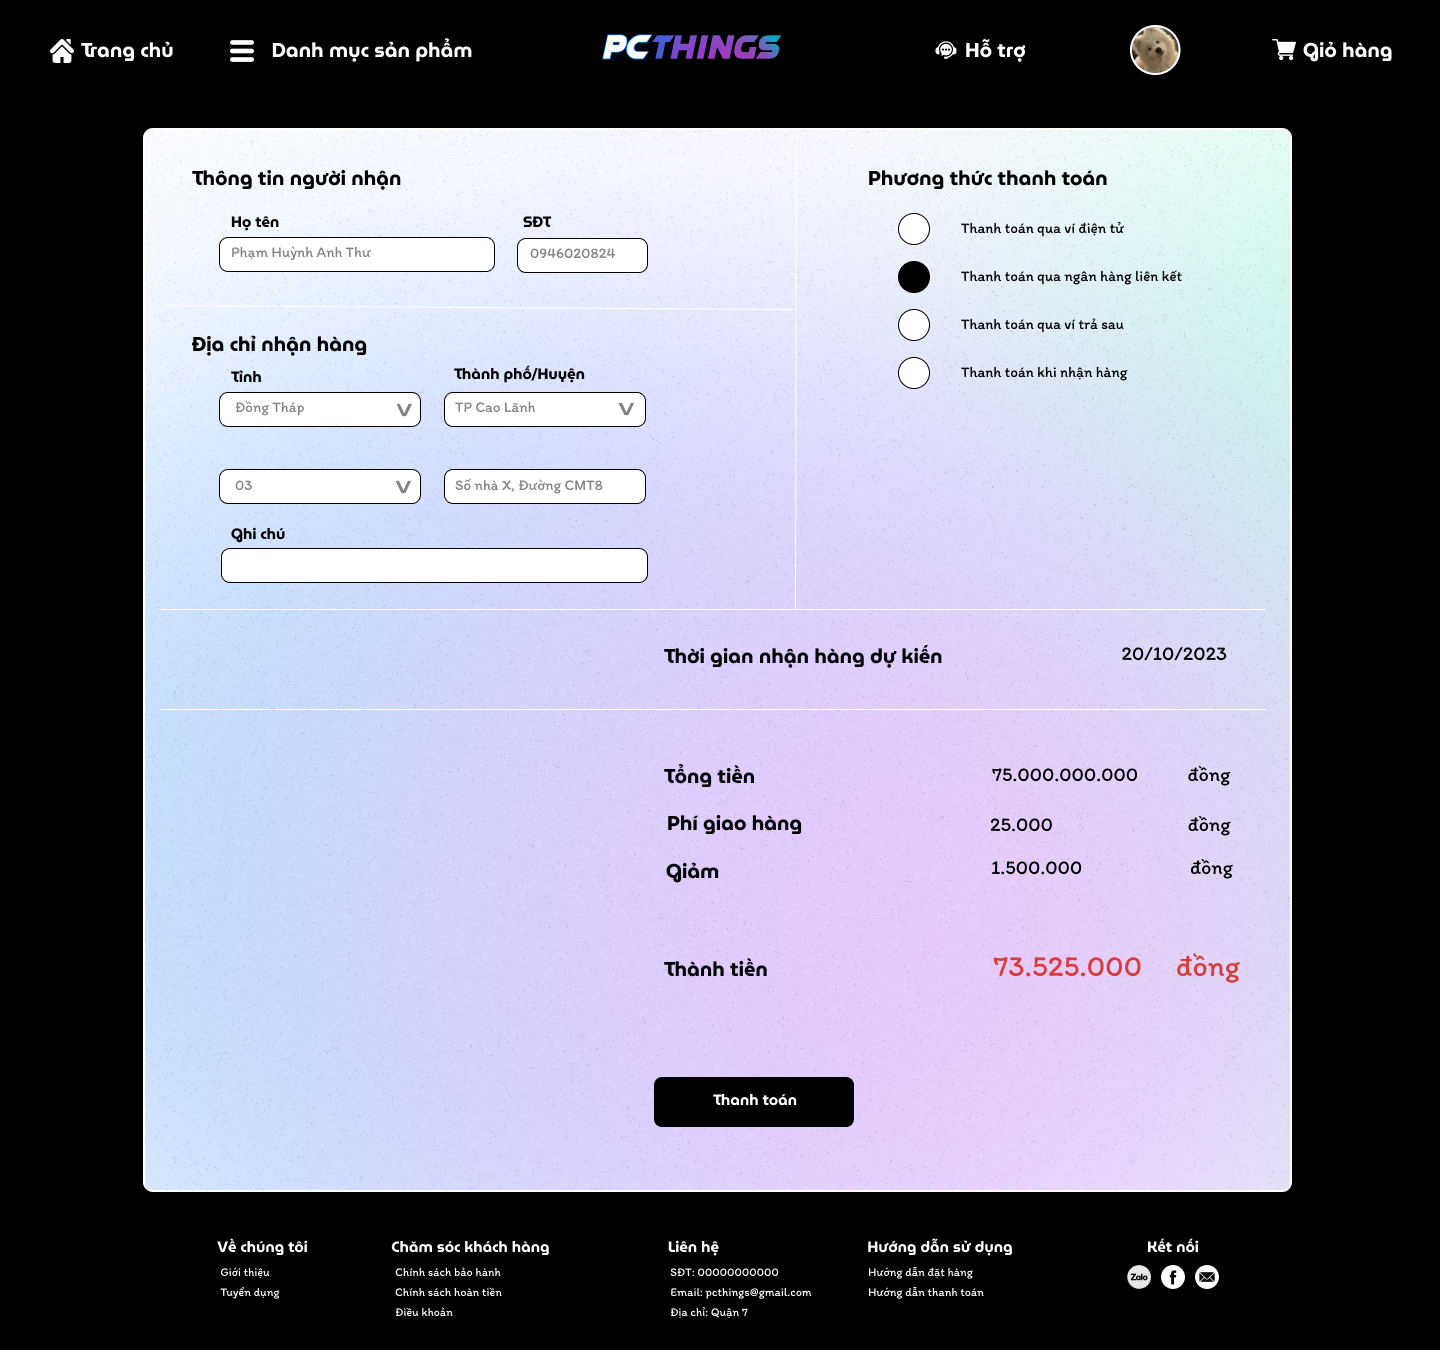 Trang chủ
Danh mục sản phẩm
PCTHINGS
Hỗ trợ
Giỏ hàng
Thông tin người nhận
Họ tên
SĐT
Phạm Huỳnh Anh Thư
0946020824
Địa chỉ nhận hàng
Tỉnh
Thành phố/Huyện
Đồng Tháp
TP Cao Lãnh
03
Số nhà X, Đường CMT8
Ghi chú
Phương thức thanh toán
Thanh toán qua ví điện tử
Thanh toán qua ngân hàng liên kết
Thanh toán qua ví trả sau
Thanh toán khi nhận hàng
Thời gian nhận hàng dự kiến 20/10/2023
Tổng tiền 75.000.000.000 đồng
Phí giao hàng 25.000 đồng
Giảm 1.500.000 đồng
Thành tiền 73.525.000 đồng
Thanh toán
Về chúng tôi
Giới thiệu
Tuyển dụng
Chăm sóc khách hàng
Chính sách bảo hành
Chính sách hoàn tiền
Điều khoản
Liên hệ
SĐT: 00000000000
Email: pcthings@gmail.com
Địa chỉ: Quận 7
Hướng dẫn sử dụng
Hướng dẫn đặt hàng
Hướng dẫn thanh toán
Kết nối
Zalo